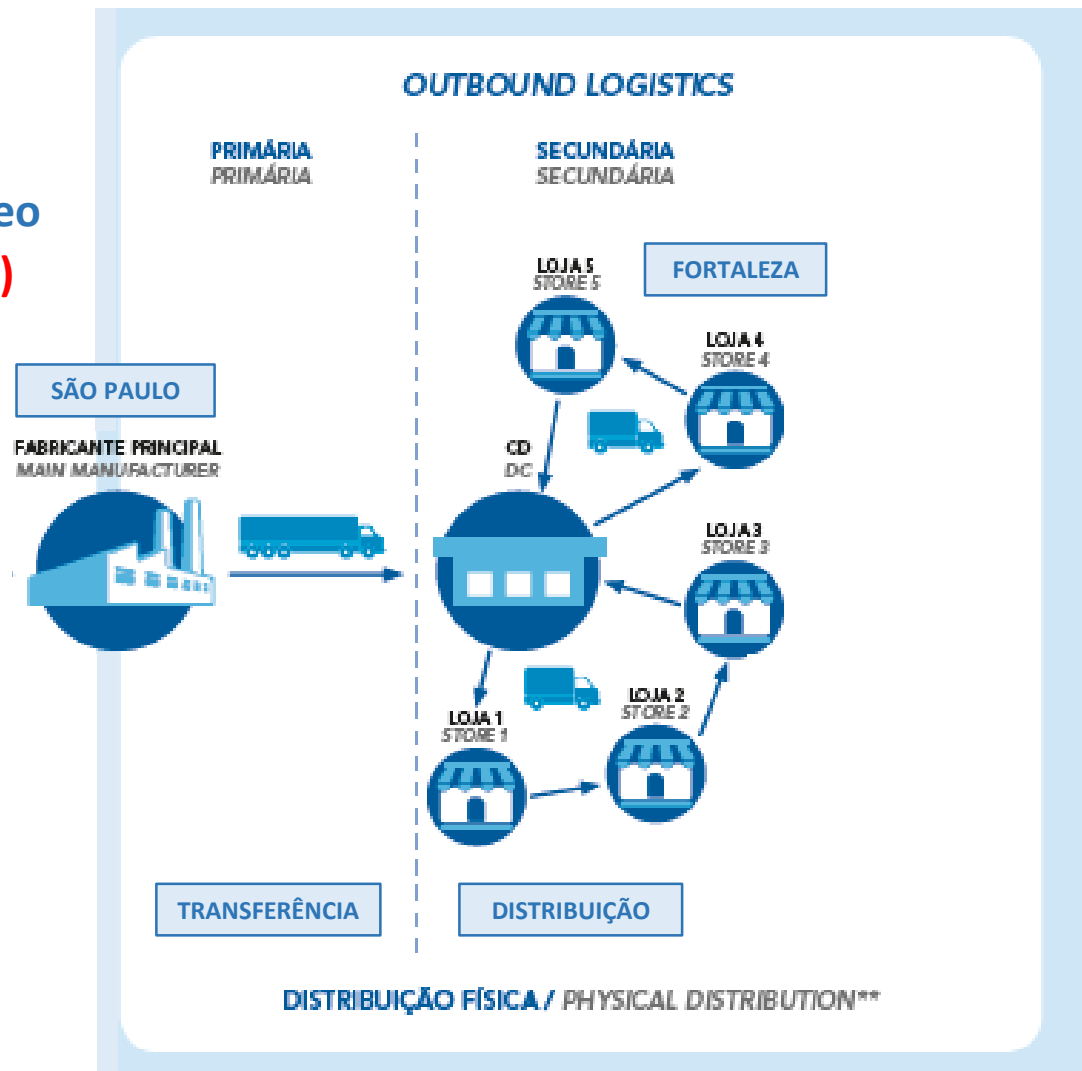 OUTBOUND LOGISTICS
PRIMÁRIA
PRIMÁRIA
SECUNDÁRIA
SECUNDÁRIA
eo
)
LOJA 5
STORE 5
FORTALEZA
LOJA 4
STORE 4
SÃO PAULO
FABRICANTE PRINCIPAL
MAIN MANUFACTURER
CD
DC
LOJA 3
STORE 3
LOJA 2
STORE 2
LOJA 1
STORE 1
TRANSFERÊNCIA
DISTRIBUIÇÃO
DISTRIBUIÇÃO FÍSICA / PHYSICAL DISTRIBUTION**